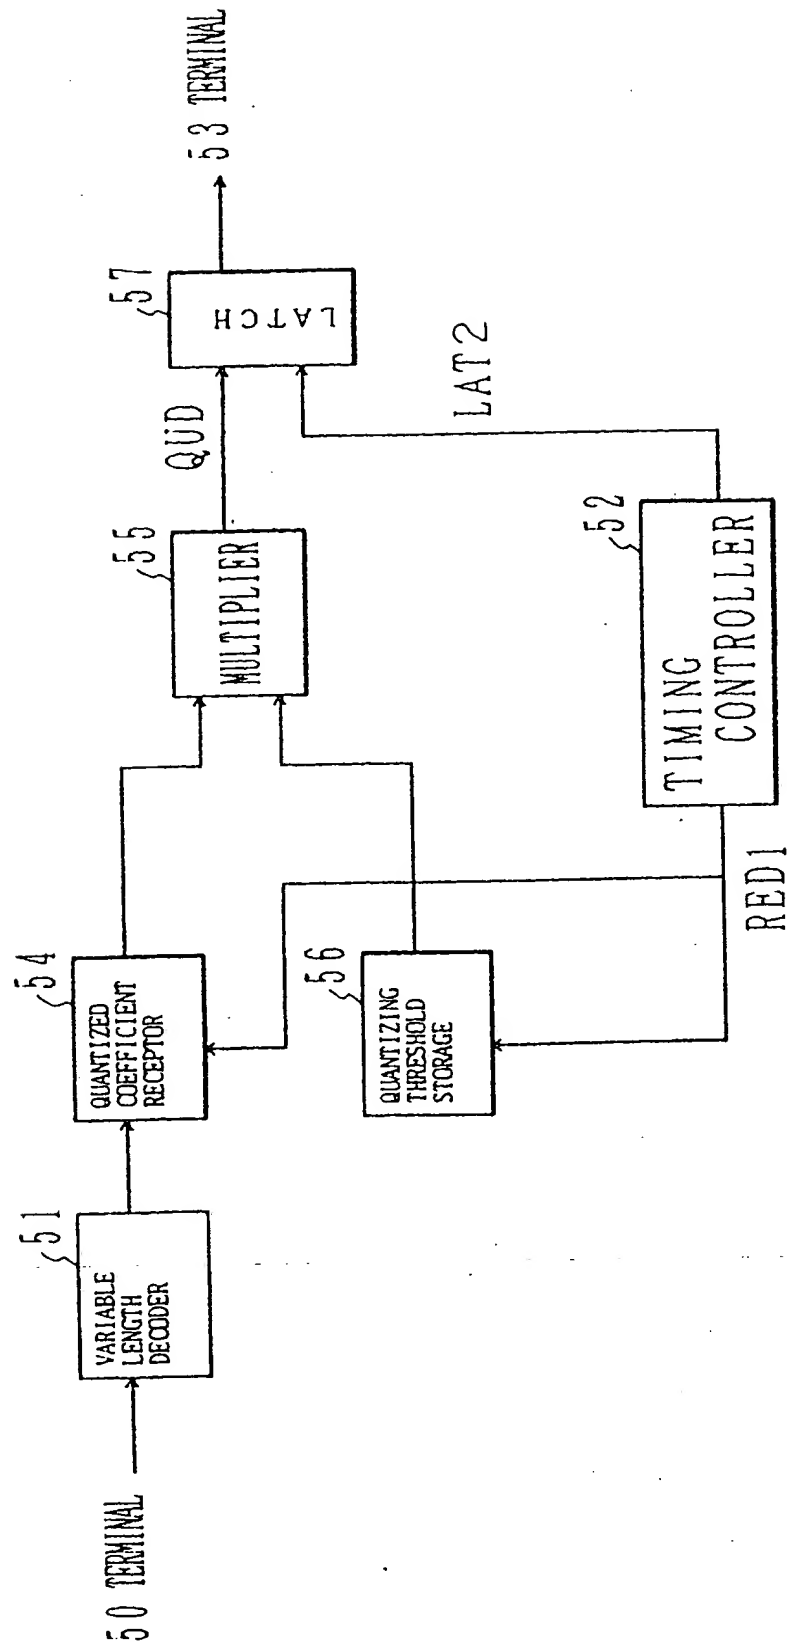 50 TERMINAL
51
VARIABLE
LENGTH
DECODER
54
QUANTIZED
COEFFICIENT
RECEPTOR
56
QUANTIZING
THRESHOLD
STORAGE
55
MULTIPLIER
QUD
57
LATCH
53 TERMINAL
LAT2
52
TIMING
CONTROLLER
RED1